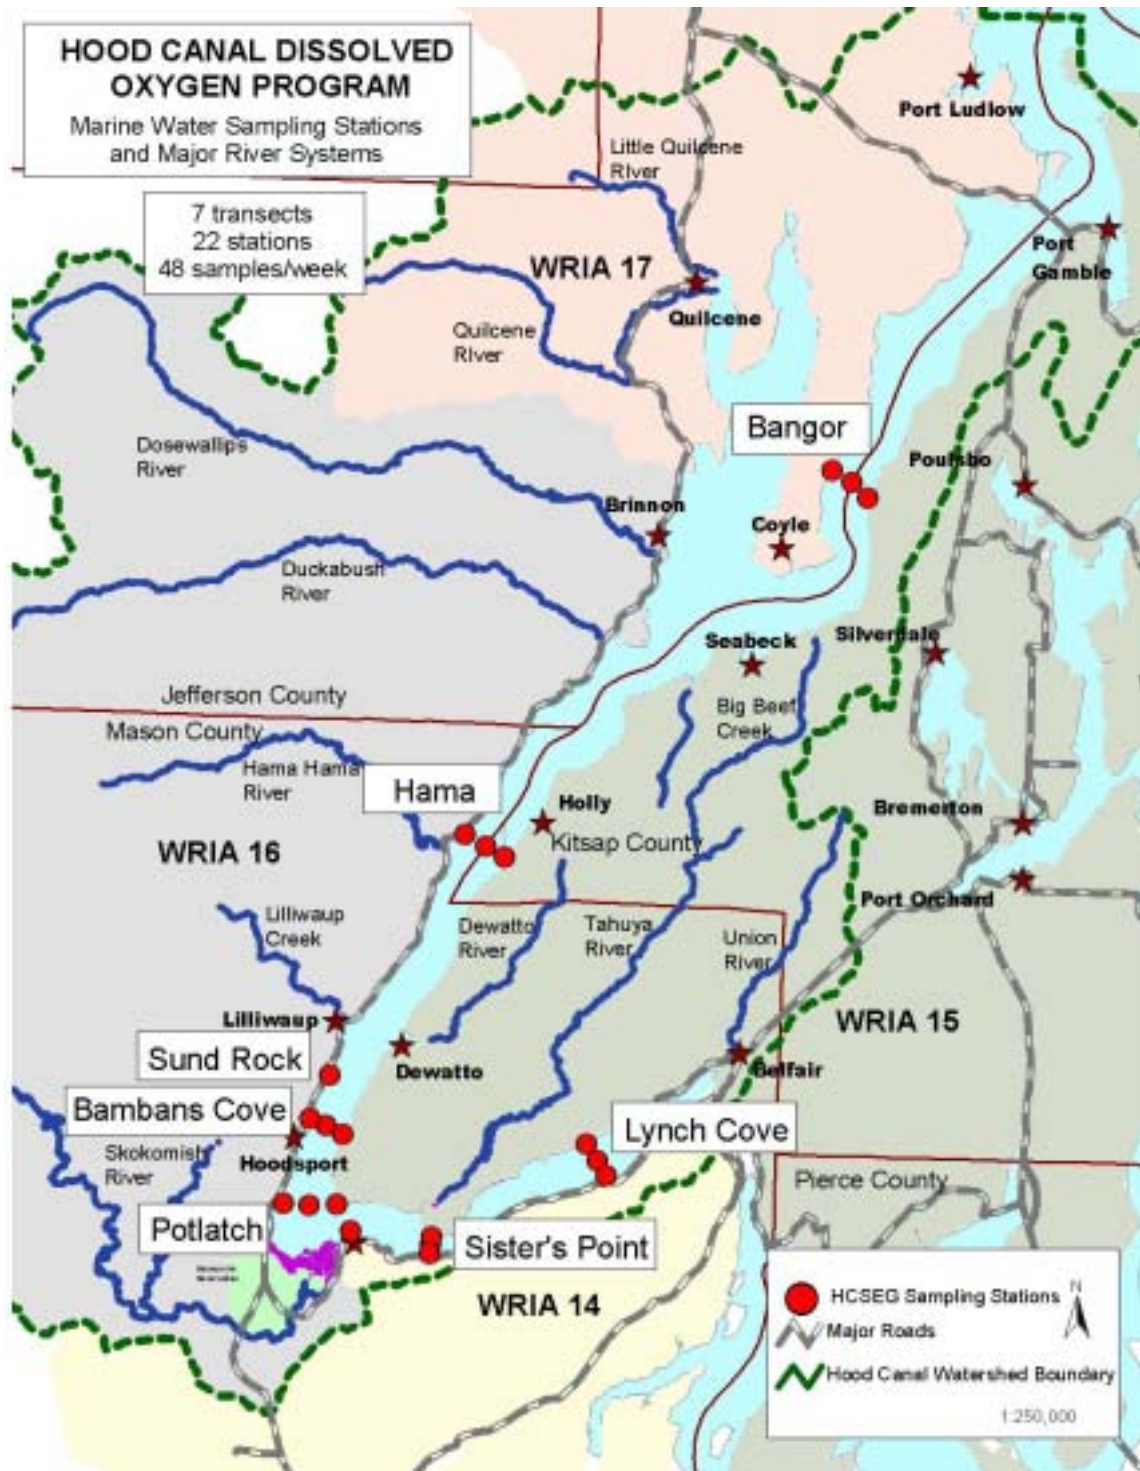 HOOD CANAL DISSOLVED
OXYGEN PROGRAM
Marine Water Sampling Stations
and Major River Systems
7 transects
22 stations
48 samples/week
Port Ludlow
Little Quilcene
RIver
Port
Gamble
WRIA 17
Quilcene
Quilcene
RIver
Bangor
Dosewallips
River
Poulsbo
Brinnon
Coyle
Duckabush
River
Seabeck
Silverdale
Jefferson County
Big Beef
Creek
Mason County
Hama Hama
River
Hama
Holly
Bremerton
Kitsap County
WRIA 16
Port Orchard
Lilliwaup
Creek
Dewatto
River
Tahuya
River
Union
River
Lilliwaup
WRIA 15
Sund Rock
Dewatto
Belfair
Bambans Cove
Lynch Cove
Skokomish
River
Hoodsport
Pierce County
Potlatch
Sister's Point
WRIA 14
N
HCSEG Sampling Stations
Major Roads
Hood Canal Watershed Boundary
1:250,000